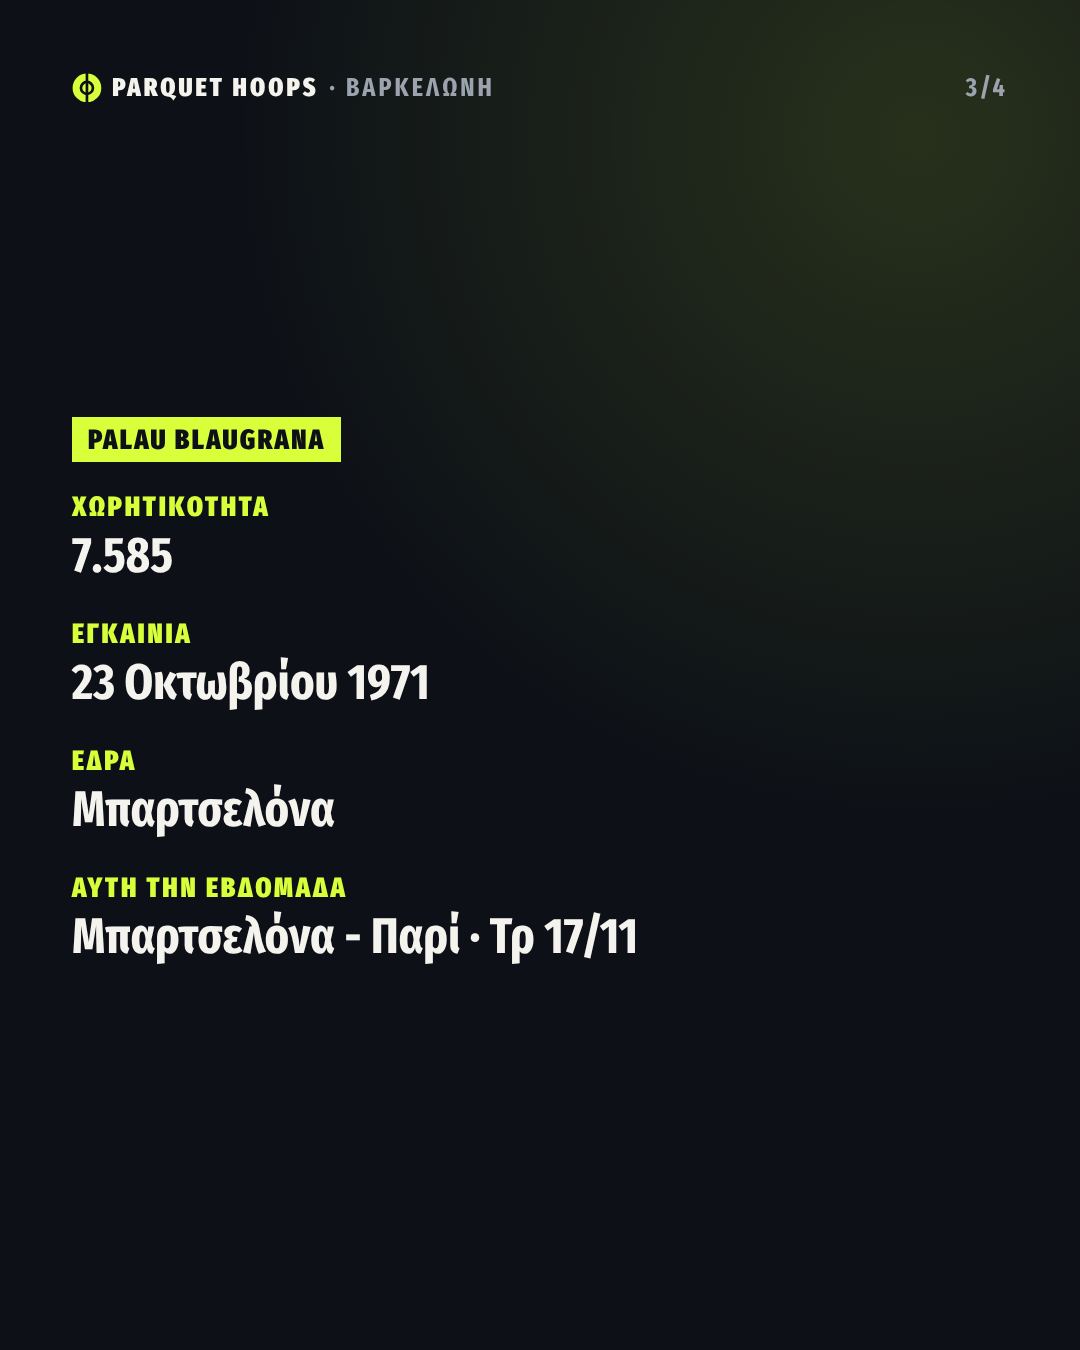 PARQUET HOOPS · ΒΑΡΚΕΛΩΝΗ 3/4
PALAU BLAUGRANA
ΧΩΡΗΤΙΚΟΤΗΤΑ
7.585
ΕΓΚΑΙΝΙΑ
23 Οκτωβρίου 1971
ΕΔΡΑ
Μπαρτσελόνα
ΑΥΤΗ ΤΗΝ ΕΒΔΟΜΑΔΑ
Μπαρτσελόνα - Παρί · Τρ 17/11